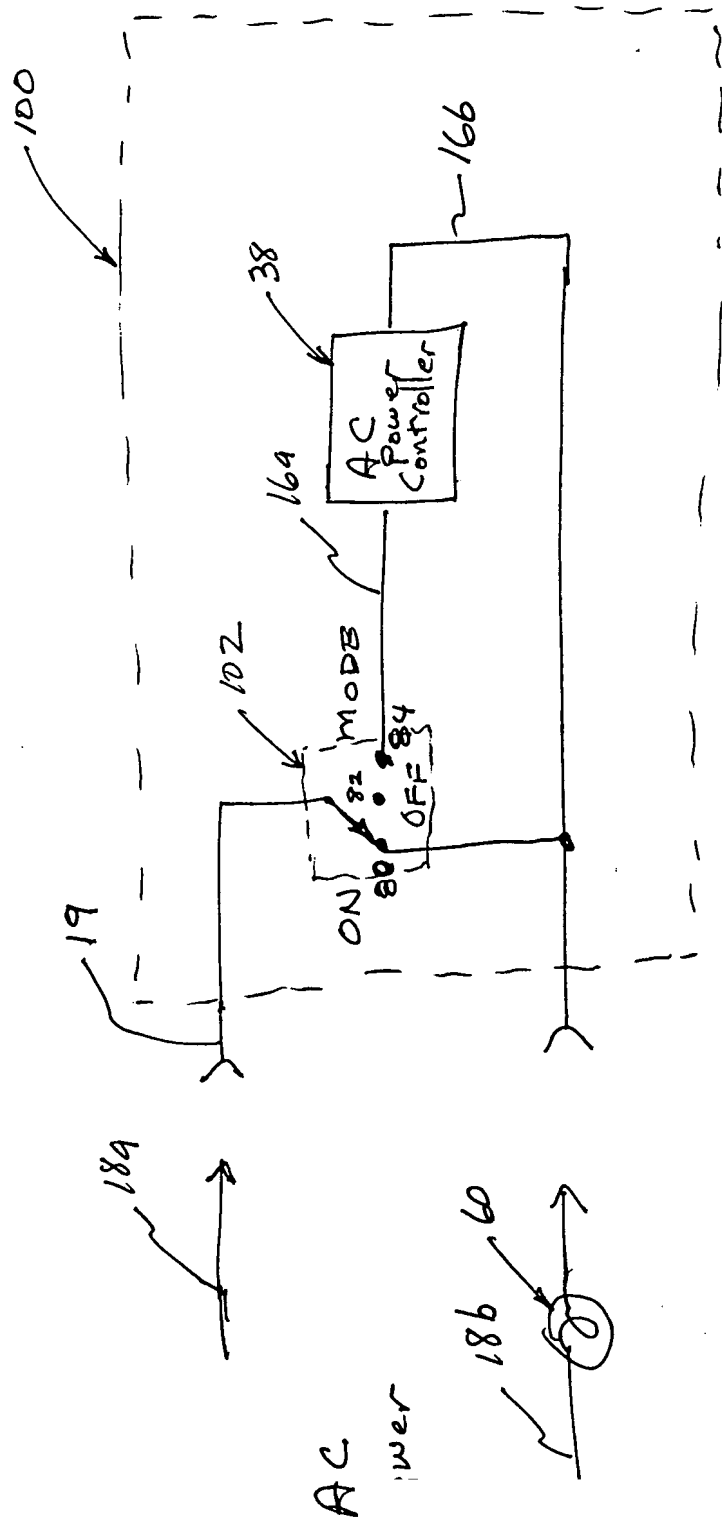 100
19
102
38
16a
16b
MODE
ON
80
82
84
OFF
AC
Power
Controller
18a
18b
60
AC
wer